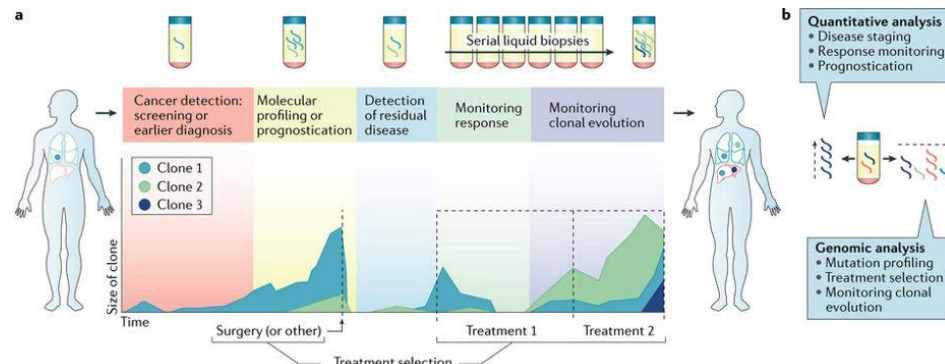 a
Serial liquid biopsies
Cancer detection:
screening or
earlier diagnosis
Molecular
profiling or
prognostication
Detection
of residual
disease
Monitoring
response
Monitoring
clonal evolution
Clone 1
Clone 2
Clone 3
Size of clone
Time
Surgery (or other)
Treatment 1
Treatment 2
Treatment selection
b
Quantitative analysis
• Disease staging
• Response monitoring
• Prognostication
Genomic analysis
• Mutation profiling
• Treatment selection
• Monitoring clonal
evolution